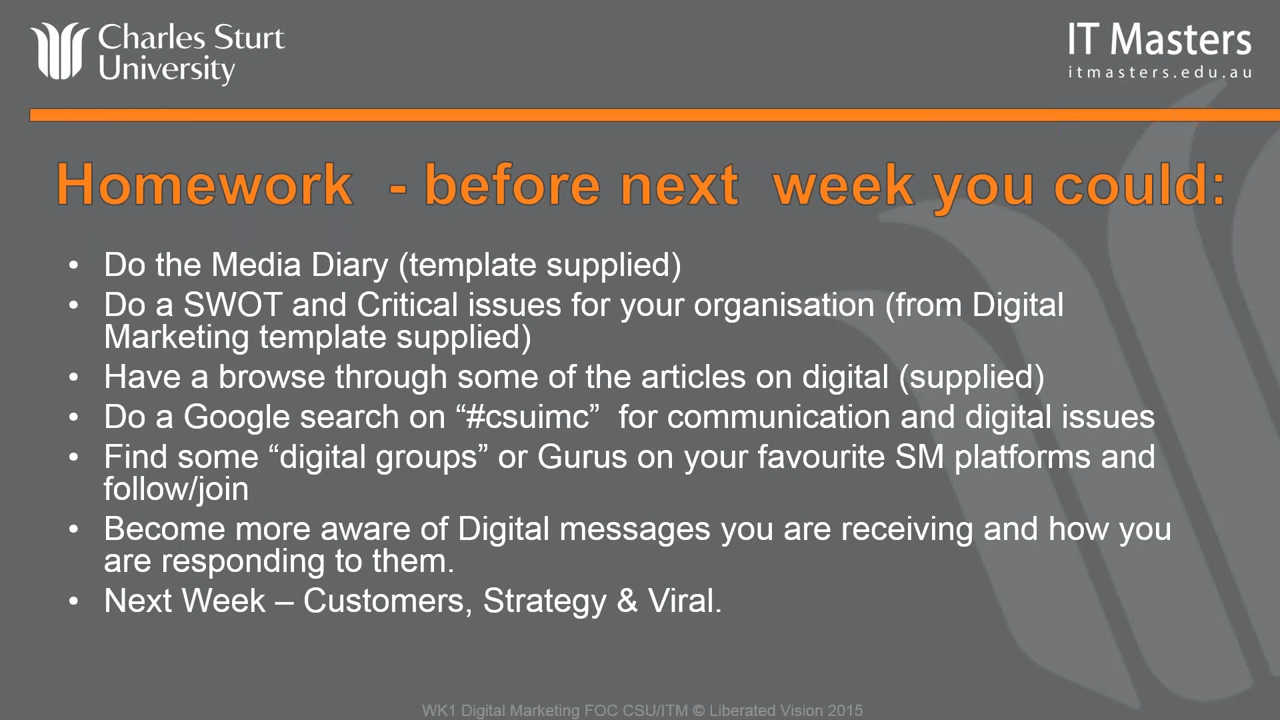 Charles Sturt
University
IT Masters
itmasters.edu.au
Homework  - before next  week you could:
• Do the Media Diary (template supplied)
• Do a SWOT and Critical issues for your organisation (from Digital
Marketing template supplied)
• Have a browse through some of the articles on digital (supplied)
• Do a Google search on “#csuimc”  for communication and digital issues
• Find some “digital groups” or Gurus on your favourite SM platforms and
follow/join
• Become more aware of Digital messages you are receiving and how you
are responding to them.
• Next Week – Customers, Strategy & Viral.
WK1 Digital Marketing FOC CSU/ITM © Liberated Vision 2015